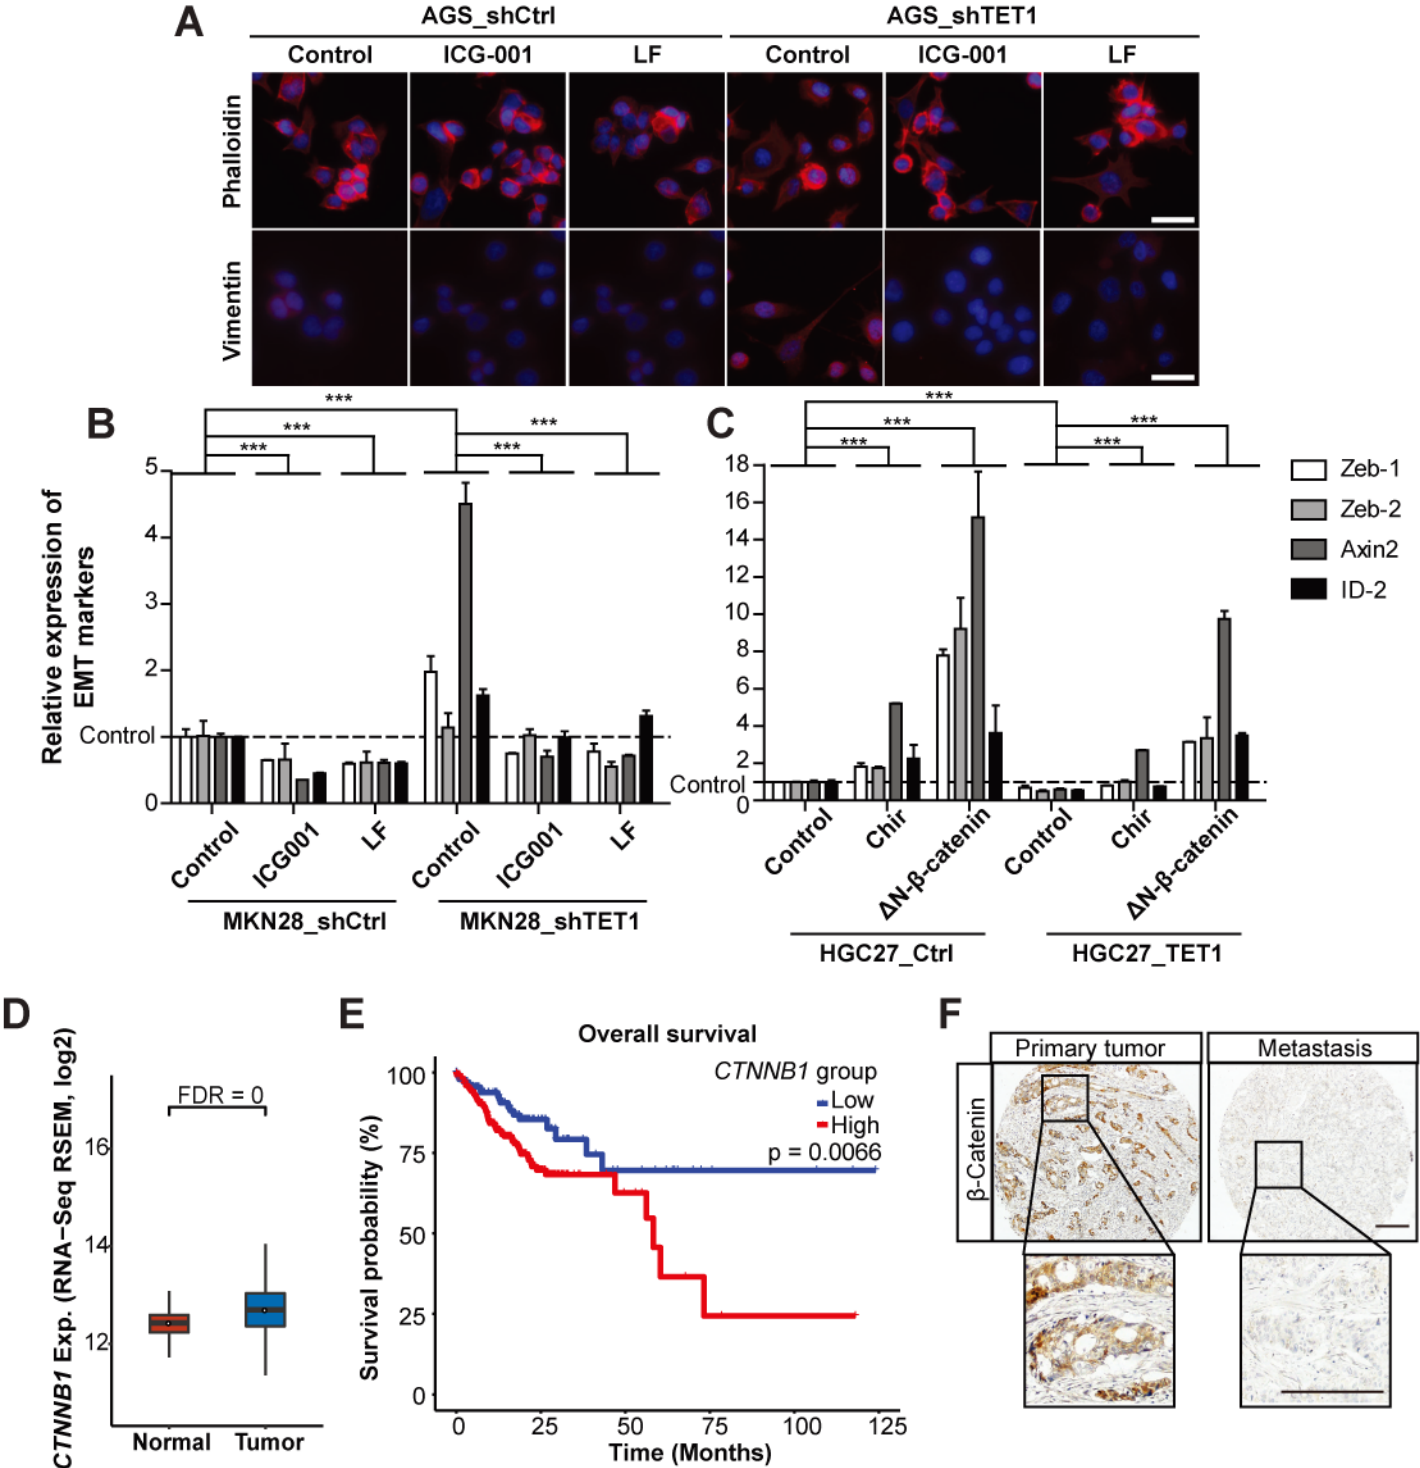 A
AGS_shCtrl
AGS_shTET1
Control
ICG-001
LF
Control
ICG-001
LF
Phalloidin
Vimentin
B
***
***
***
***
***
***
Relative expression of
EMT markers
5
4
3
2
Control
0
Control
ICG001
LF
Control
ICG001
LF
MKN28_shCtrl
MKN28_shTET1
C
***
***
***
***
***
***
18
16
14
12
10
8
6
4
2
Control
0
Control
Chir
ΔN-β-catenin
Control
Chir
ΔN-β-catenin
HGC27_Ctrl
HGC27_TET1
Zeb-1
Zeb-2
Axin2
ID-2
D
CTNNB1 Exp. (RNA−Seq RSEM, log2)
FDR = 0
16
14
12
Normal
Tumor
E
Overall survival
CTNNB1 group
Low
High
p = 0.0066
Survival probability (%)
100
75
50
25
0
0
25
50
75
100
125
Time (Months)
F
Primary tumor
Metastasis
β-Catenin